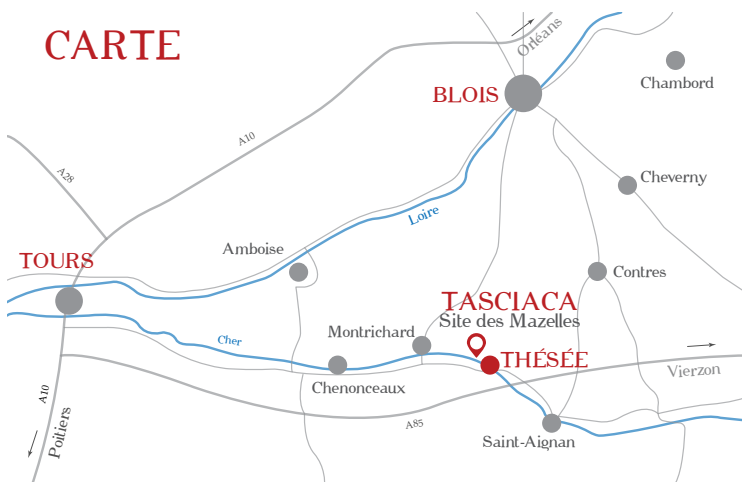 CARTE
Orléans
Chambord
BLOIS
A10
A28
Cheverny
Loire
Amboise
TOURS
Contres
TASCIACA
Site des Mazelles
Montrichard
Cher
THÉSÉE
Vierzon
Chenonceaux
A10
Poitiers
A85
Saint-Aignan